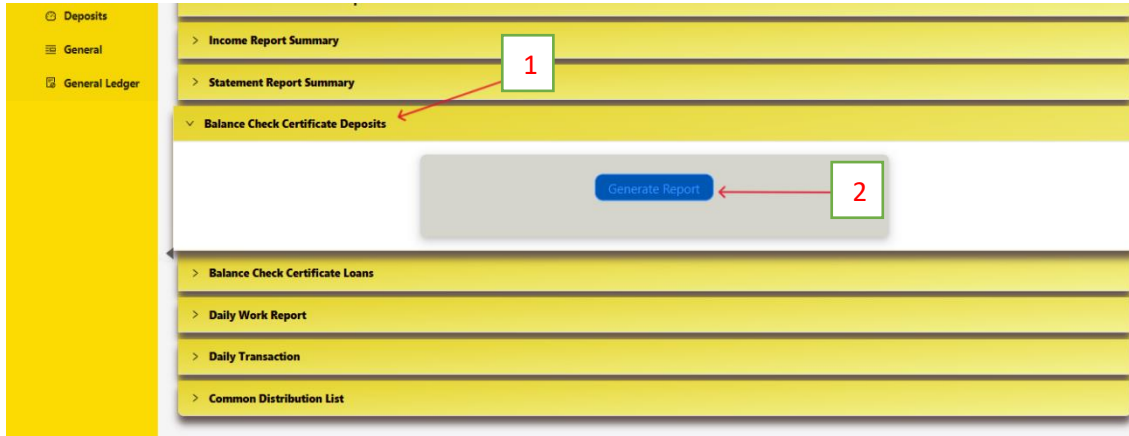 Deposits
General
General Ledger
Income Report Summary
1
Statement Report Summary
Balance Check Certificate Deposits
Generate Report
2
Balance Check Certificate Loans
Daily Work Report
Daily Transaction
Common Distribution List